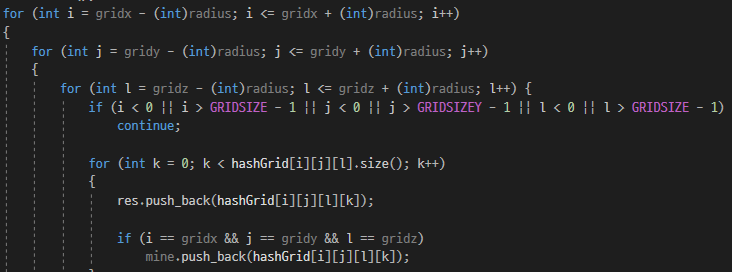 for (int i = gridx - (int)radius; i <= gridx + (int)radius; i++)
{
for (int j = gridy - (int)radius; j <= gridy + (int)radius; j++)
{
for (int l = gridz - (int)radius; l <= gridz + (int)radius; l++) {
if (i < 0 || i > GRIDSIZE - 1 || j < 0 || j > GRIDSIZEY - 1 || l < 0 || l > GRIDSIZE - 1)
continue;
for (int k = 0; k < hashGrid[i][j][l].size(); k++)
{
res.push_back(hashGrid[i][j][l][k]);
if (i == gridx && j == gridy && l == gridz)
mine.push_back(hashGrid[i][j][l][k]);